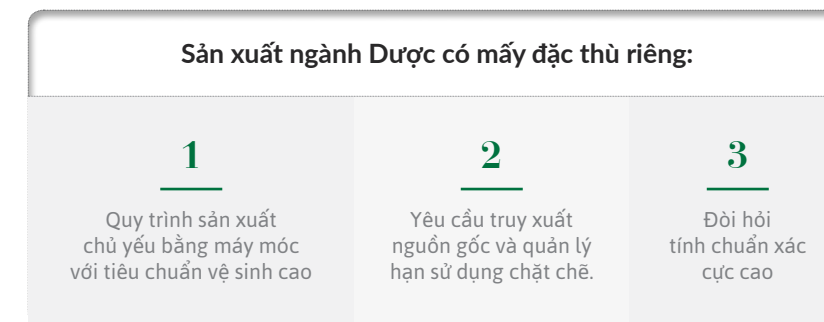 Sản xuất ngành Dược có mấy đặc thù riêng:
1
Quy trình sản xuất
chủ yếu bằng máy móc
với tiêu chuẩn vệ sinh cao
2
Yêu cầu truy xuất
nguồn gốc và quản lý
hạn sử dụng chặt chẽ.
3
Đòi hỏi
tính chuẩn xác
cực cao